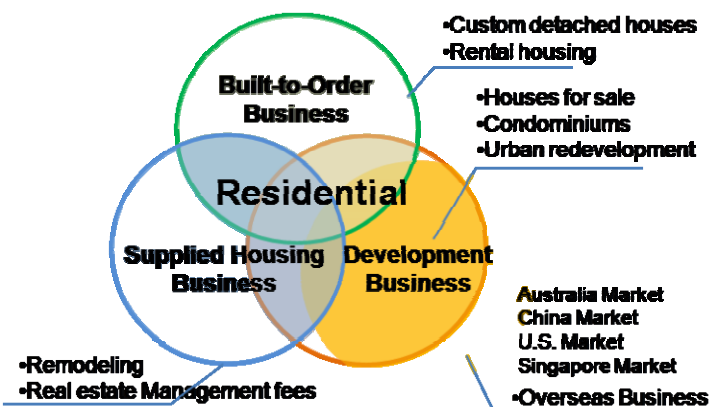 •Custom detached houses
•Rental housing
Built-to-Order
Business
•Houses for sale
•Condominiums
•Urban redevelopment
Residential
Supplied Housing
Business
Development
Business
Australia Market
China Market
U.S. Market
Singapore Market
•Remodeling
•Real estate Management fees
•Overseas Business